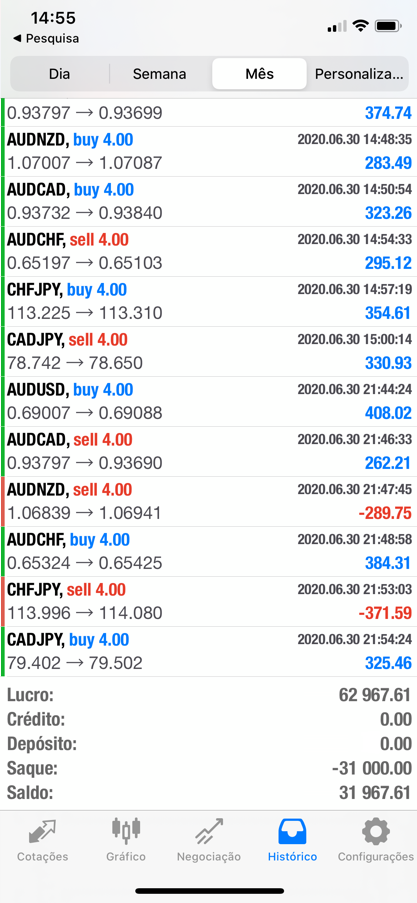 14:55
◀ Pesquisa
Dia Semana Mês Personaliza...
0.93797 → 0.93699 374.74
AUDNZD, buy 4.00 2020.06.30 14:48:35
1.07007 → 1.07087 283.49
AUDCAD, buy 4.00 2020.06.30 14:50:54
0.93732 → 0.93840 323.26
AUDCHF, sell 4.00 2020.06.30 14:54:33
0.65197 → 0.65103 295.12
CHFJPY, buy 4.00 2020.06.30 14:57:19
113.225 → 113.310 354.61
CADJPY, sell 4.00 2020.06.30 15:00:14
78.742 → 78.650 330.93
AUDUSD, buy 4.00 2020.06.30 21:44:24
0.69007 → 0.69088 408.02
AUDCAD, sell 4.00 2020.06.30 21:46:33
0.93797 → 0.93690 262.21
AUDNZD, sell 4.00 2020.06.30 21:47:45
1.06839 → 1.06941 -289.75
AUDCHF, buy 4.00 2020.06.30 21:48:58
0.65324 → 0.65425 384.31
CHFJPY, sell 4.00 2020.06.30 21:53:03
113.996 → 114.080 -371.59
CADJPY, buy 4.00 2020.06.30 21:54:24
79.402 → 79.502 325.46
Lucro: 62 967.61
Crédito: 0.00
Depósito: 0.00
Saque: -31 000.00
Saldo: 31 967.61
Cotações Gráfico Negociação Histórico Configurações